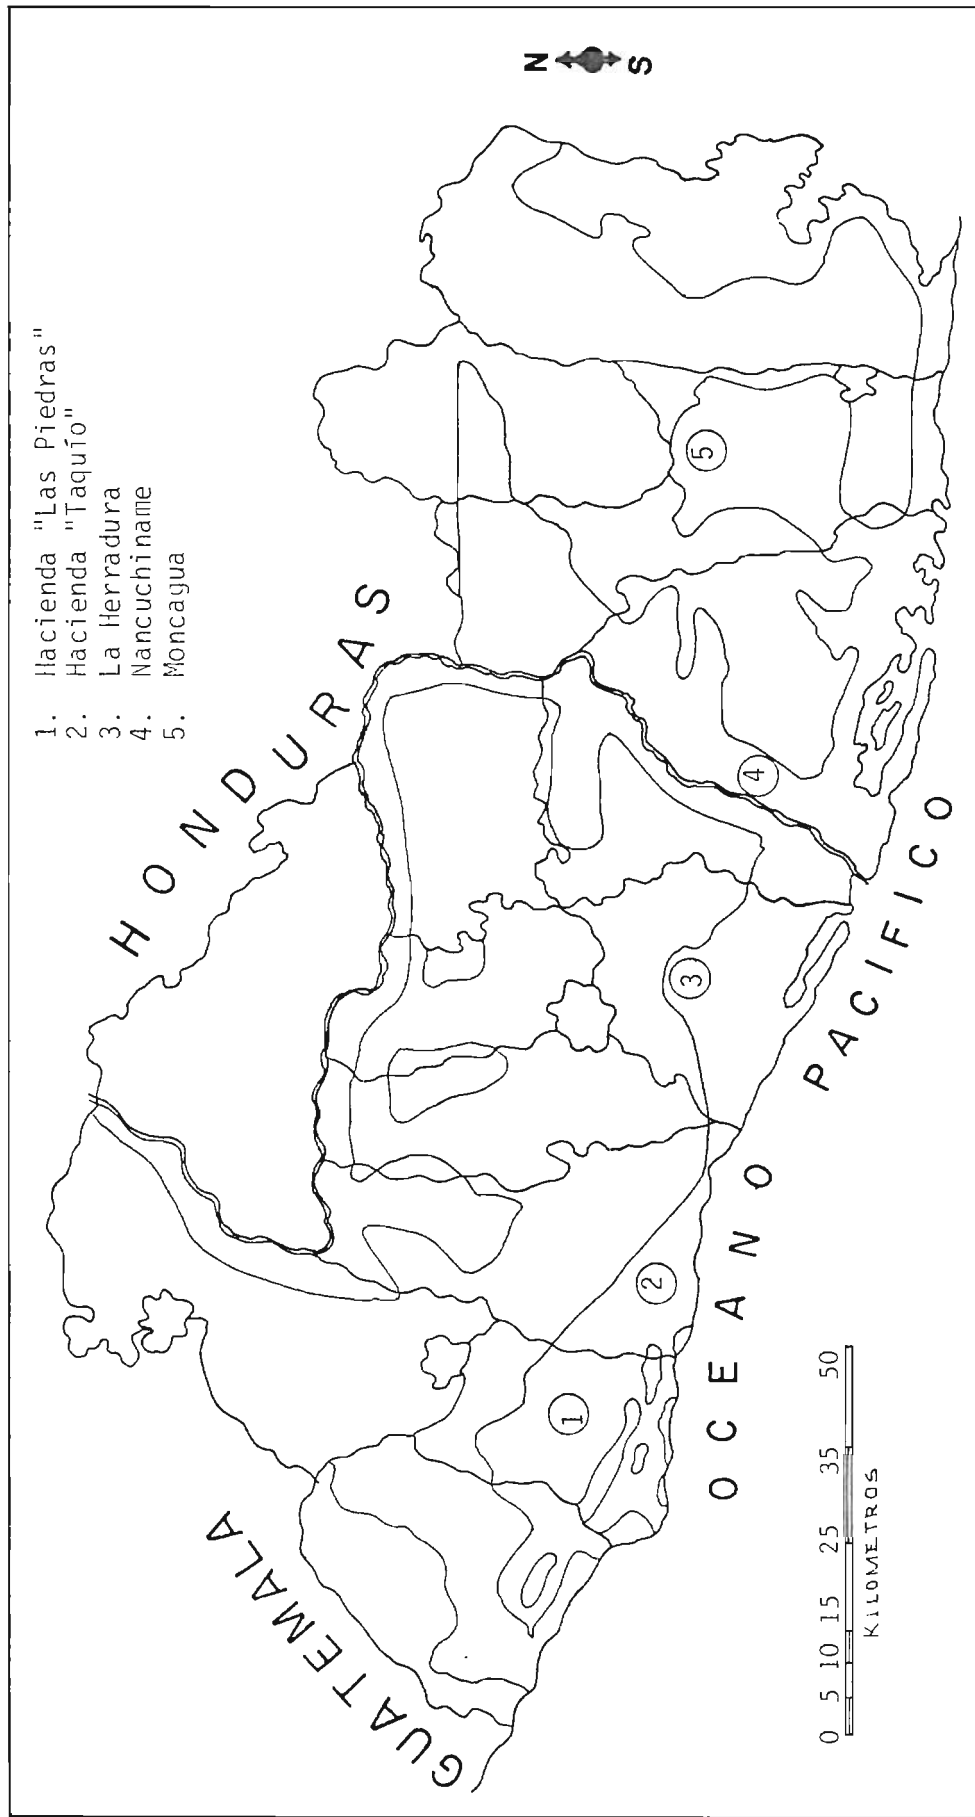 1. Hacienda "Las Piedras"
2. Hacienda "Taquío"
3. La Herradura
4. Nancuchiname
5. Moncagua
N
S
HONDURAS
GUATEMALA
OCEANO PACIFICO
1
2
3
4
5
0 5 10 15 25 35 50
KILOMETROS